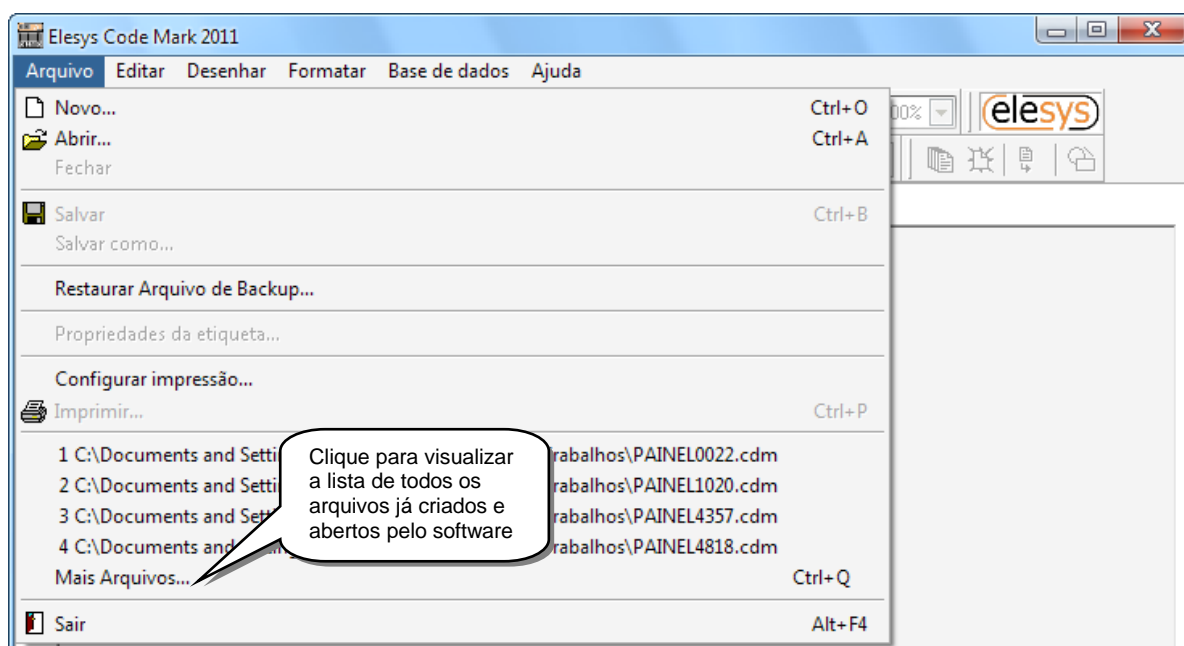 Elesys Code Mark 2011
Arquivo Editar Desenhar Formatar Base de dados Ajuda
Novo... Ctrl+O
Abrir... Ctrl+A
Fechar
00%
elesys
Salvar Ctrl+B
Salvar como...
Restaurar Arquivo de Backup...
Propriedades da etiqueta...
Configurar impressão...
Imprimir... Ctrl+P
1 C:\Documents and Setti rabalhos\PAINEL0022.cdm
2 C:\Documents and Setti rabalhos\PAINEL1020.cdm
3 C:\Documents and Sett rabalhos\PAINEL4357.cdm
4 C:\Documents and rabalhos\PAINEL4818.cdm
Clique para visualizar
a lista de todos os
arquivos já criados e
abertos pelo software
Mais Arquivos... Ctrl+Q
Sair Alt+F4